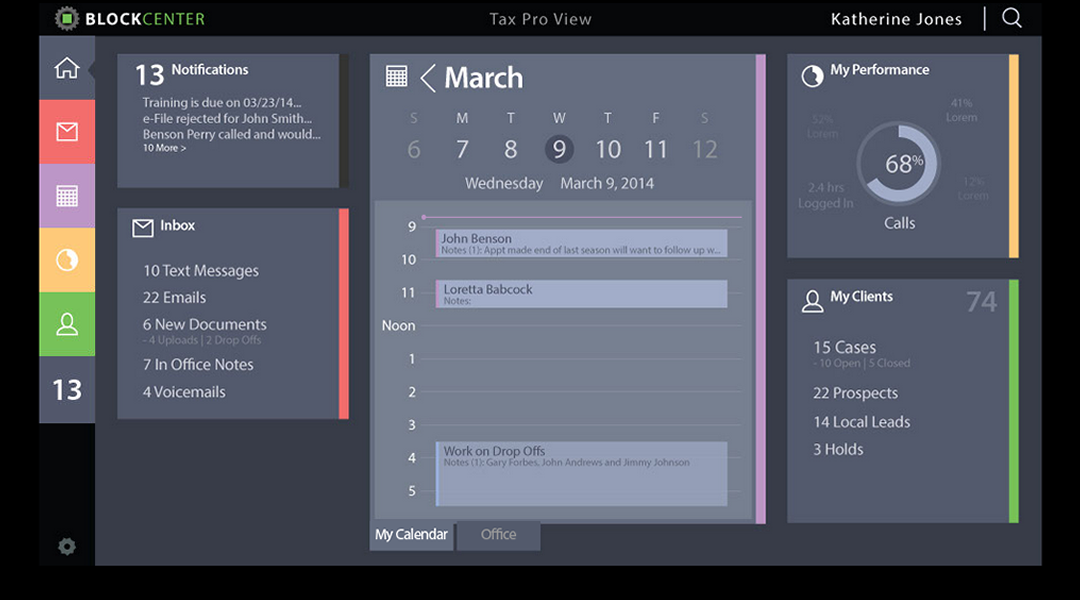 BLOCKCENTER
Tax Pro View
Katherine Jones
13 Notifications
Training is due on 03/23/14...
e-File rejected for John Smith...
Benson Perry called and would...
10 More >
Inbox
10 Text Messages
22 Emails
6 New Documents
- 4 Uploads | 2 Drop Offs
7 In Office Notes
4 Voicemails
13
March
S M T W T F S
6 7 8 9 10 11 12
Wednesday March 9, 2014
9
John Benson
Notes (1): Appt made end of last season will want to follow up w...
10
Loretta Babcock
11
Notes:
Noon
1
2
3
Work on Drop Offs
4
Notes (1): Gary Forbes, John Andrews and Jimmy Johnson
5
My Calendar
Office
My Performance
41%
Lorem
52%
Lorem
68%
2.4 hrs
Logged In
12%
Lorem
Calls
My Clients
74
15 Cases
- 10 Open | 5 Closed
22 Prospects
14 Local Leads
3 Holds